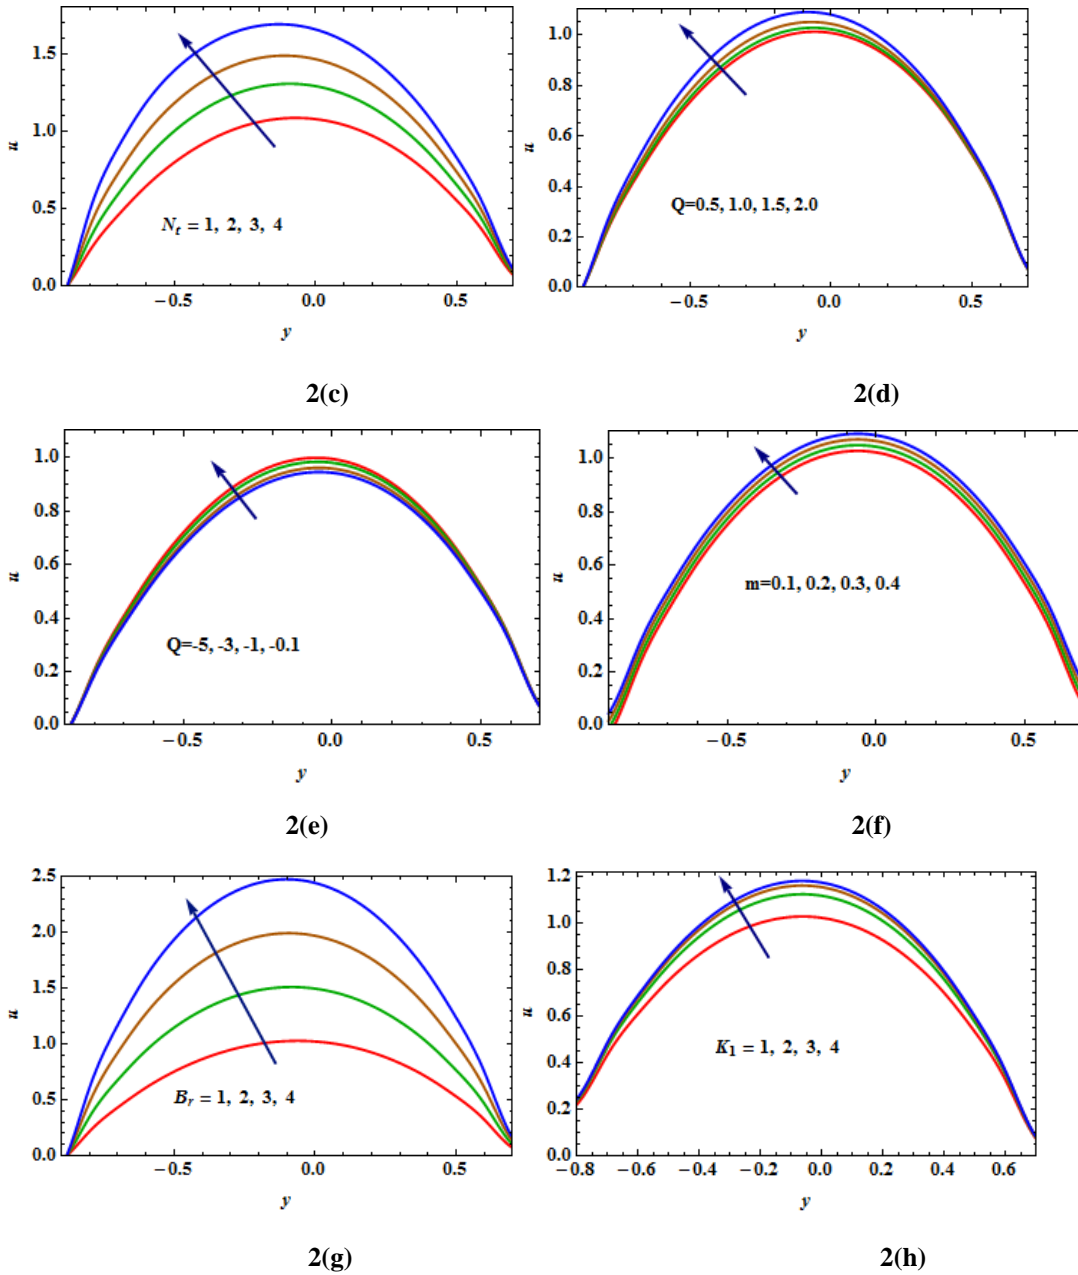 1.5
1.0
0.5
0.0
u
N_t = 1, 2, 3, 4
−0.5 0.0 0.5
y
2(c)
1.0
0.8
0.6
0.4
0.2
0.0
u
Q=0.5, 1.0, 1.5, 2.0
−0.5 0.0 0.5
y
2(d)
1.0
0.8
0.6
0.4
0.2
0.0
u
Q=-5, -3, -1, -0.1
−0.5 0.0 0.5
y
2(e)
1.0
0.8
0.6
0.4
0.2
0.0
u
m=0.1, 0.2, 0.3, 0.4
−0.5 0.0 0.5
y
2(f)
2.5
2.0
1.5
1.0
0.5
0.0
u
B_r = 1, 2, 3, 4
−0.5 0.0 0.5
y
2(g)
1.2
1.0
0.8
0.6
0.4
0.2
0.0
u
K_1 = 1, 2, 3, 4
−0.8 −0.6 −0.4 −0.2 0.0 0.2 0.4 0.6
y
2(h)